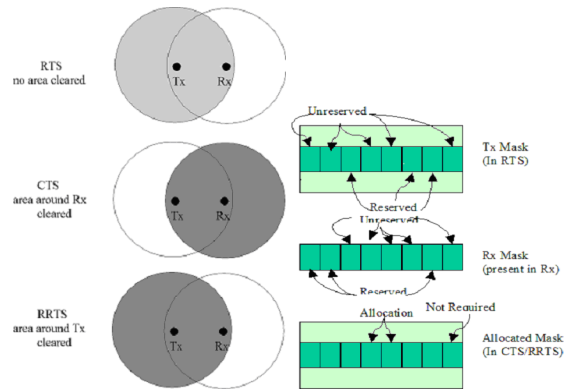 RTS
no area cleared
Tx
Rx
CTS
area around Rx
cleared
Tx
Rx
RRTS
area around Tx
cleared
Tx
Rx
Unreserved
Tx Mask
(In RTS)
Reserved
Unreserved
Rx Mask
(present in Rx)
Reserved
Allocation
Not Required
Allocated Mask
(In CTS/RRTS)